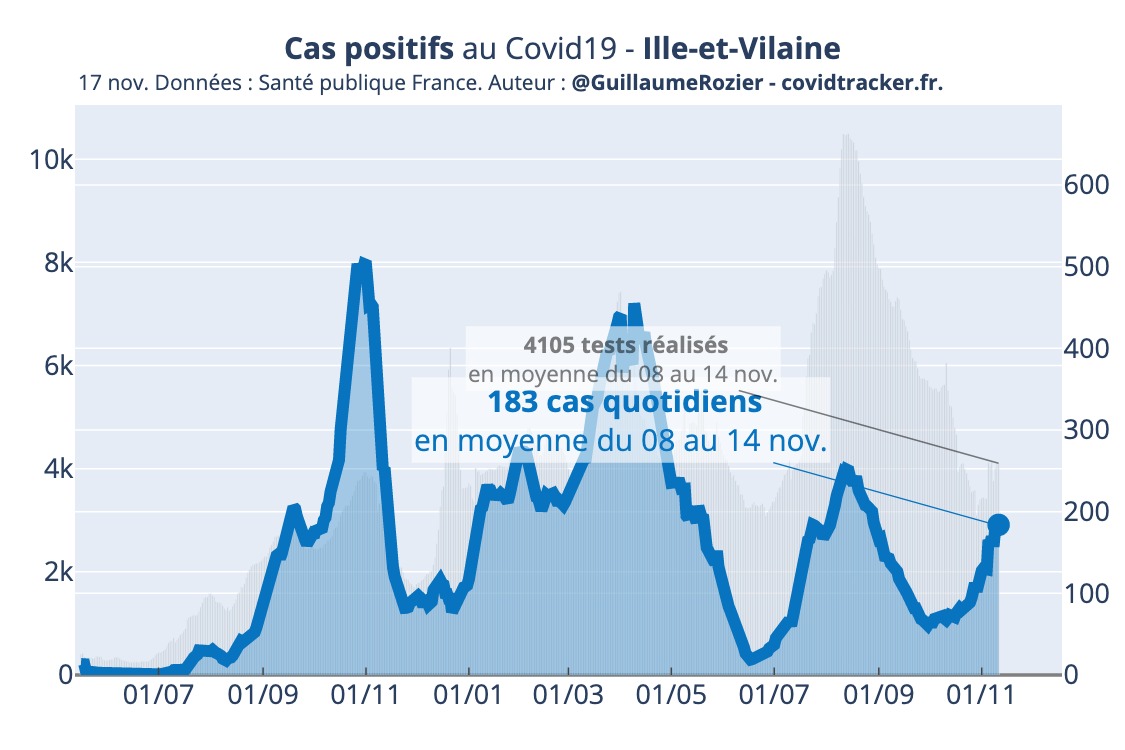 Cas positifs au Covid19 - Ille-et-Vilaine
17 nov. Données : Santé publique France. Auteur : @GuillaumeRozier - covidtracker.fr.
10k
8k
6k
4k
2k
0
600
500
400
300
200
100
0
4105 tests réalisés
en moyenne du 08 au 14 nov.
183 cas quotidiens
en moyenne du 08 au 14 nov.
01/07 01/09 01/11 01/01 01/03 01/05 01/07 01/09 01/11